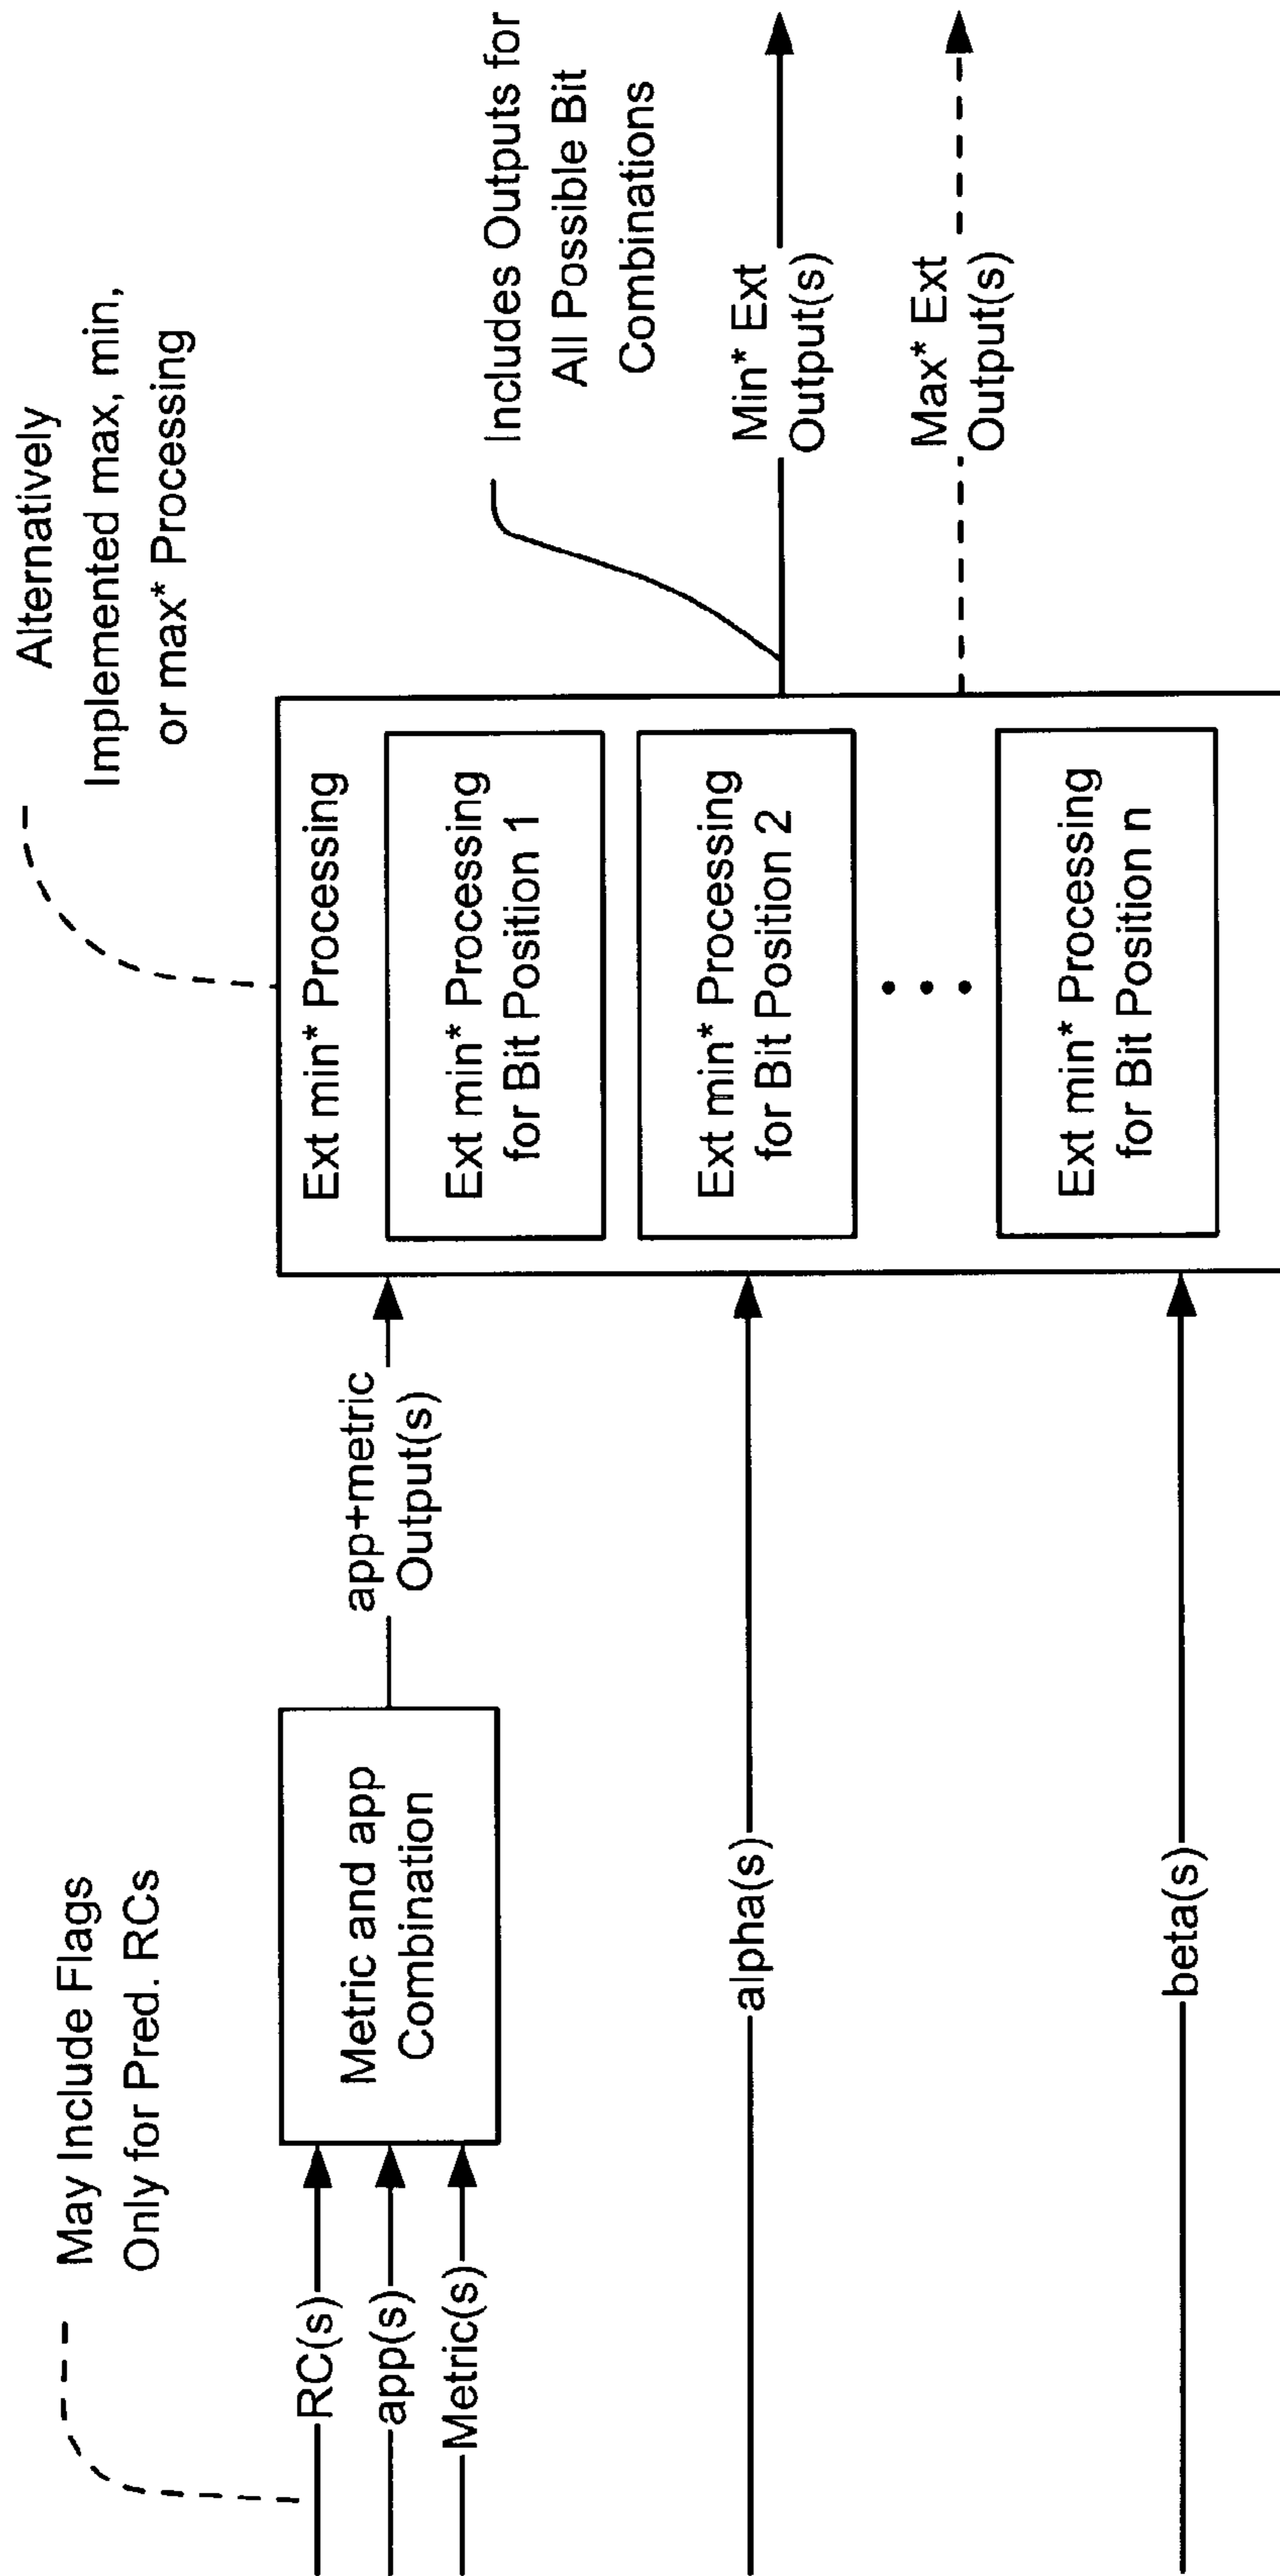 May Include Flags
Only for Pred. RCs
RC(s)
app(s)
Metric(s)
Metric and app
Combination
app+metric
Output(s)
alpha(s)
beta(s)
Alternatively
Implemented max, min,
or max* Processing
Ext min* Processing
Ext min* Processing
for Bit Position 1
Ext min* Processing
for Bit Position 2
Ext min* Processing
for Bit Position n
Includes Outputs for
All Possible Bit
Combinations
Min* Ext
Output(s)
Max* Ext
Output(s)